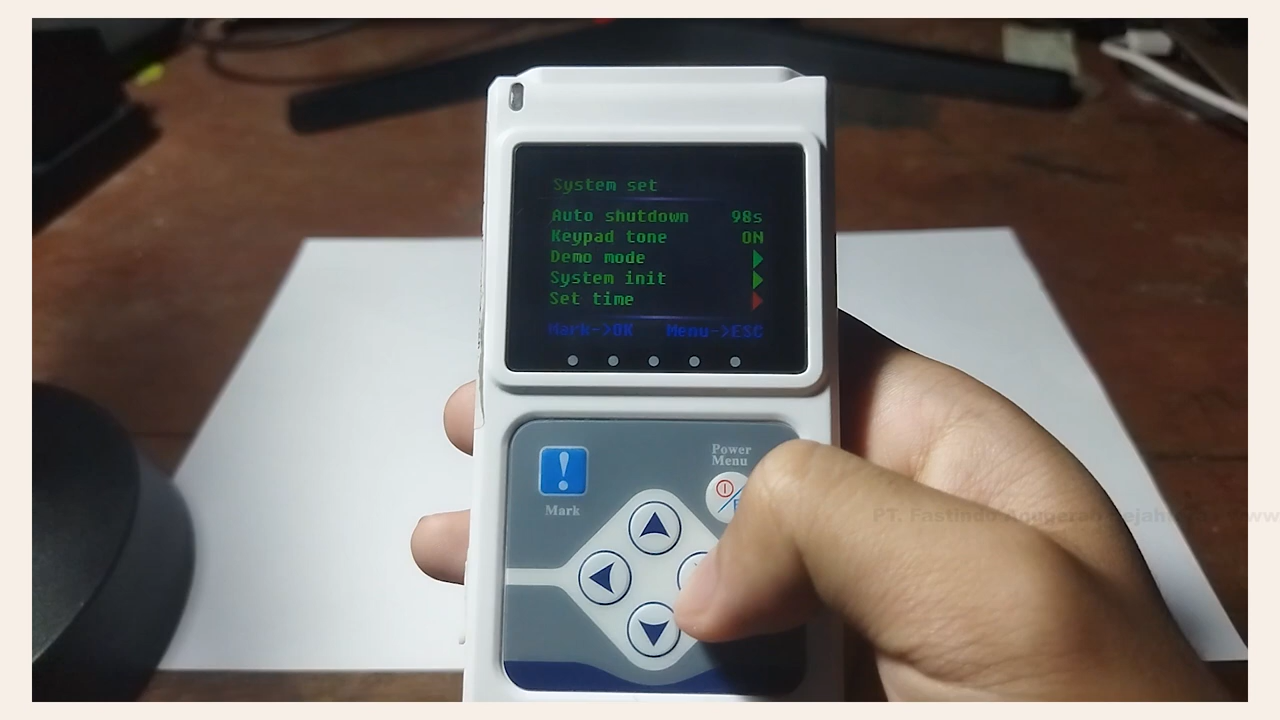 System set
Auto shutdown 98s
Keypad tone ON
Demo mode
System init
Set time
Mark->OK Menu->ESC
Power
Menu
Mark
PT. Fastindo Anugerah